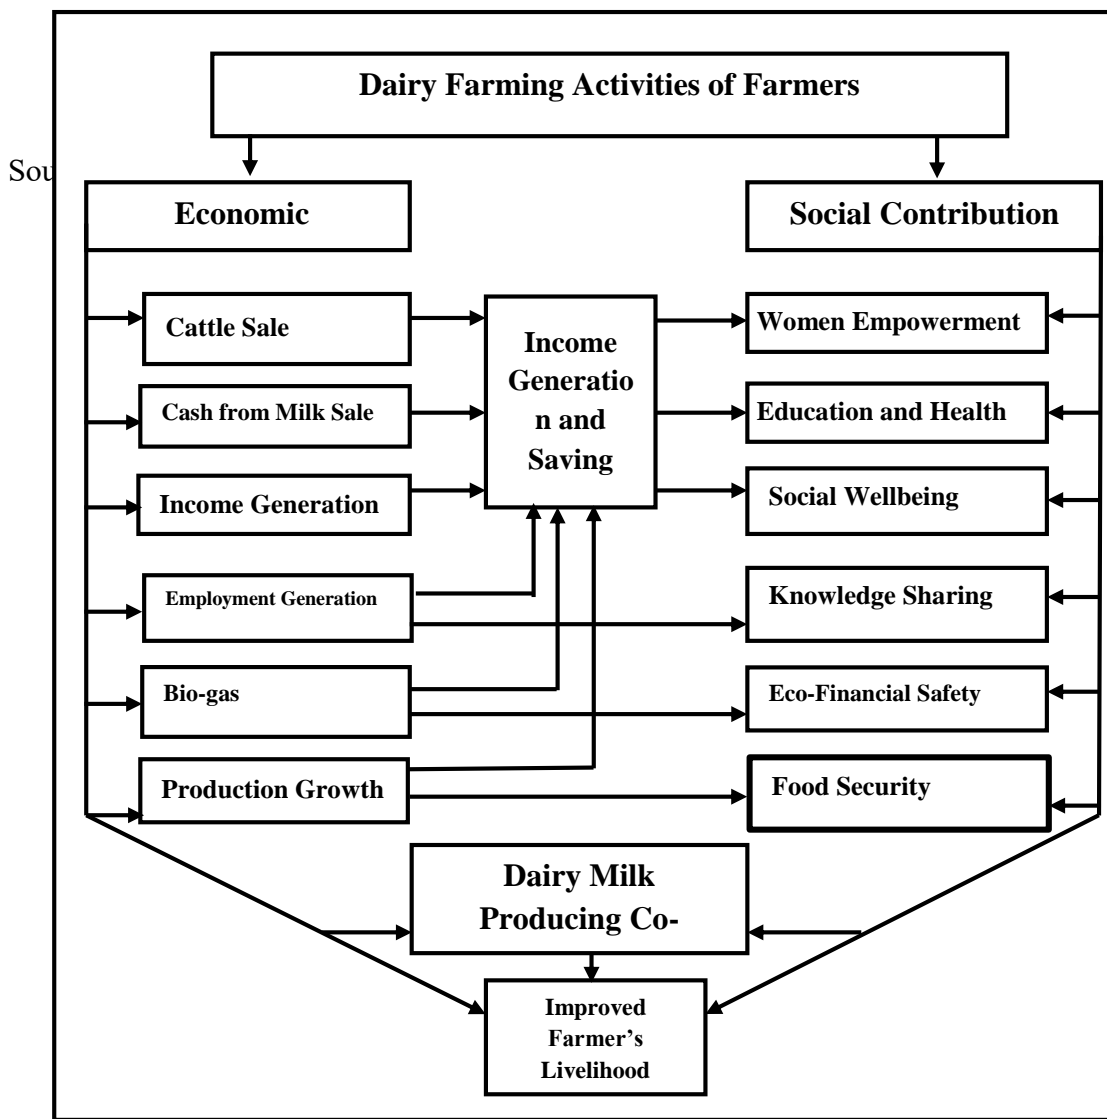 Dairy Farming Activities of Farmers
Sou
Economic
Social Contribution
Cattle Sale
Income
Generatio
n and
Saving
Women Empowerment
Cash from Milk Sale
Education and Health
Income Generation
Social Wellbeing
Employment Generation
Knowledge Sharing
Bio-gas
Eco-Financial Safety
Production Growth
Food Security
Dairy Milk
Producing Co-
Improved
Farmer’s
Livelihood